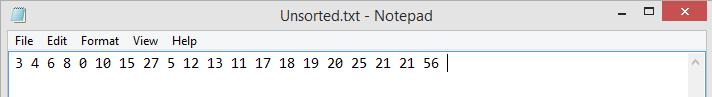 Unsorted.txt - Notepad
File Edit Format View Help
3 4 6 8 0 10 15 27 5 12 13 11 17 18 19 20 25 21 21 56